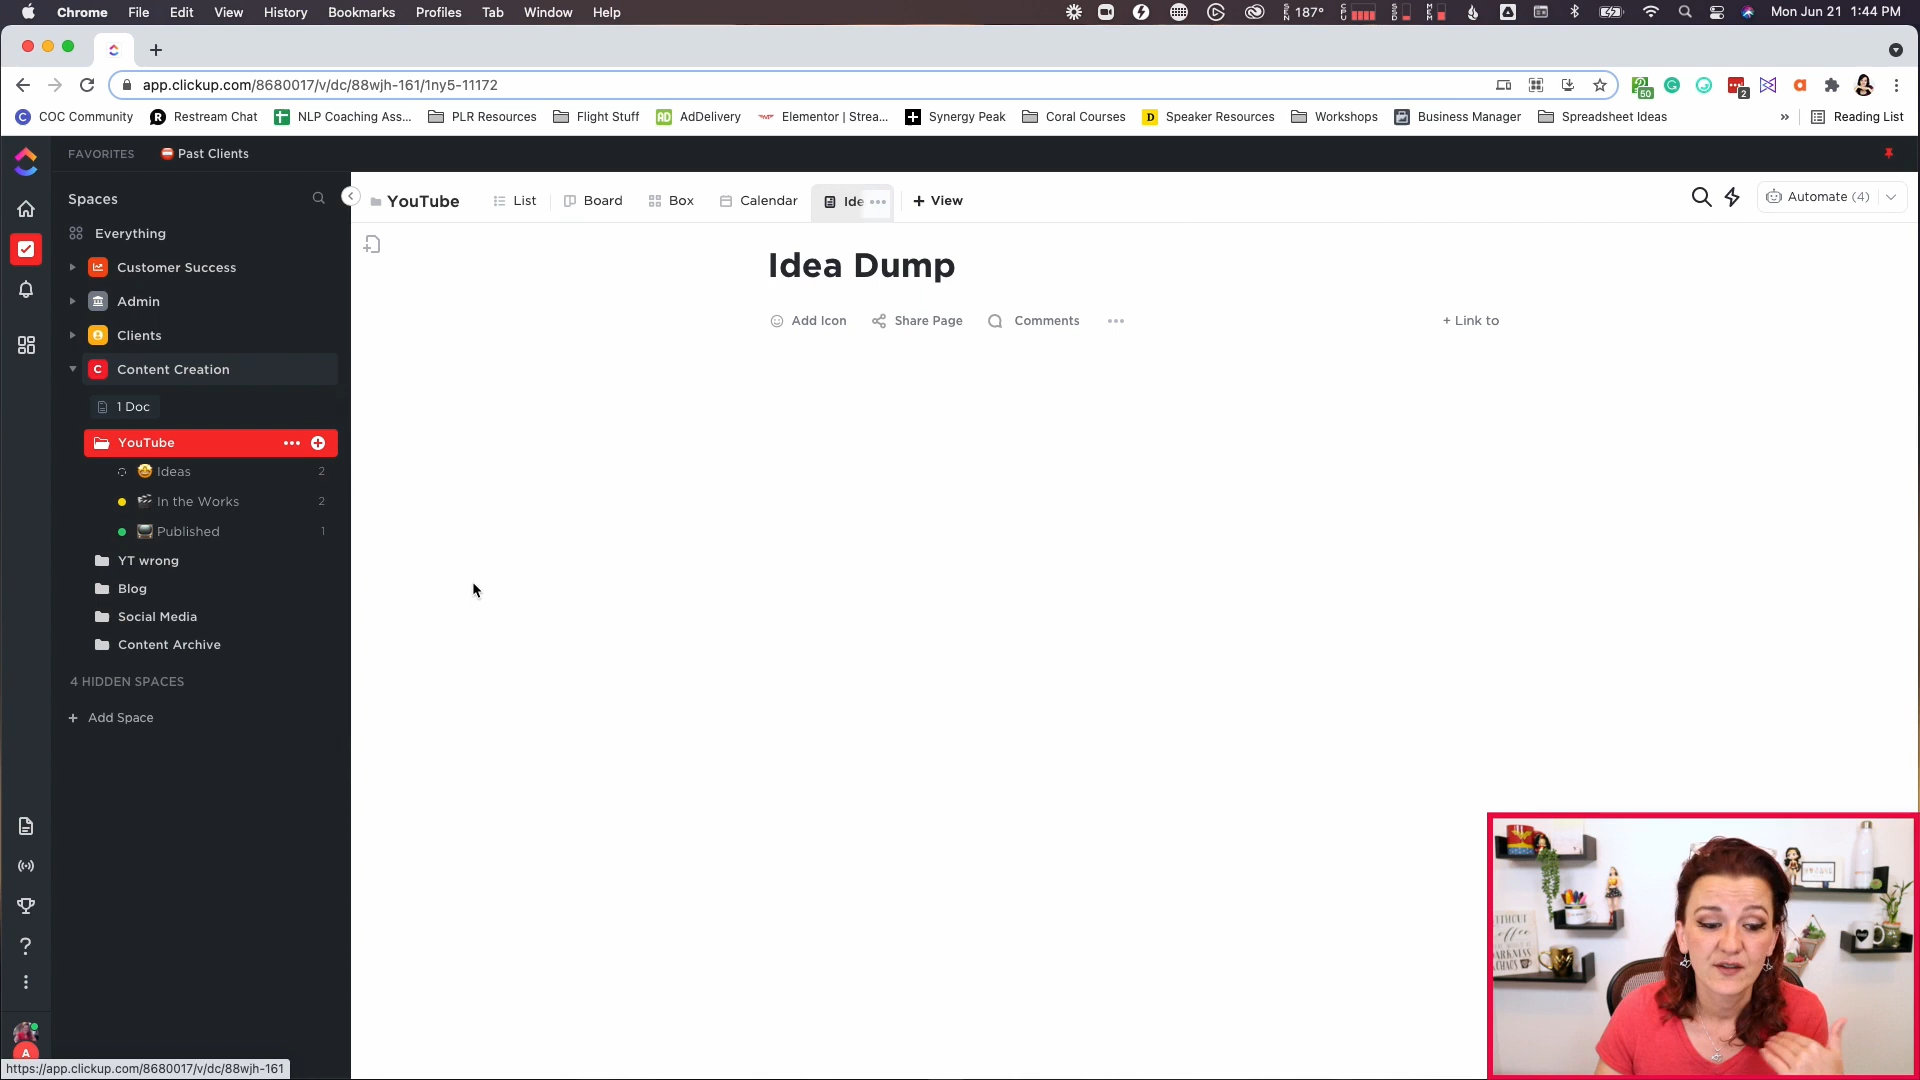 Chrome File Edit View History Bookmarks Profiles Tab Window Help
187° Mon Jun 21 1:44 PM
app.clickup.com/8680017/v/dc/88wjh-161/1ny5-11172
50 2
COC Community Restream Chat NLP Coaching Ass... PLR Resources Flight Stuff AdDelivery Elementor | Strea... Synergy Peak Coral Courses Speaker Resources Workshops Business Manager Spreadsheet Ideas » Reading List
FAVORITES Past Clients
Spaces
Everything
Customer Success
Admin
Clients
C Content Creation
1 Doc
YouTube
Ideas 2
In the Works 2
Published 1
YT wrong
Blog
Social Media
Content Archive
4 HIDDEN SPACES
+ Add Space
A
https://app.clickup.com/8680017/v/dc/88wjh-161
YouTube List Board Box Calendar Ide + View
Automate (4)
Idea Dump
Add Icon Share Page Comments
+ Link to
WITHOUT
coffee
DARKNESS